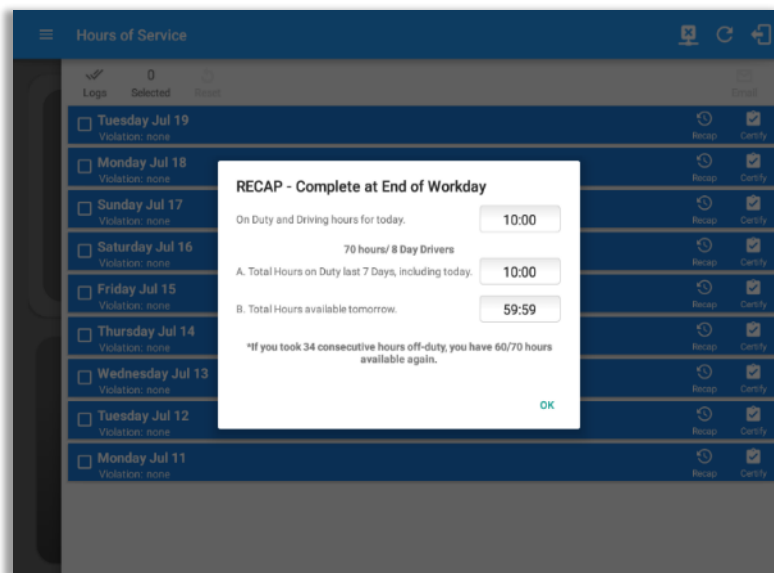 Hours of Service
Logs
0
Selected
Reset
Email
Tuesday Jul 19
Violation: none
Recap
Certify
Monday Jul 18
Violation: none
Recap
Certify
Sunday Jul 17
Violation: none
Recap
Certify
Saturday Jul 16
Violation: none
Recap
Certify
Friday Jul 15
Violation: none
Recap
Certify
Thursday Jul 14
Violation: none
Recap
Certify
Wednesday Jul 13
Violation: none
Recap
Certify
Tuesday Jul 12
Violation: none
Recap
Certify
Monday Jul 11
Violation: none
Recap
Certify
RECAP - Complete at End of Workday
On Duty and Driving hours for today. 10:00
70 hours/ 8 Day Drivers
A. Total Hours on Duty last 7 Days, including today. 10:00
B. Total Hours available tomorrow. 59:59
*If you took 34 consecutive hours off-duty, you have 60/70 hours
available again.
OK